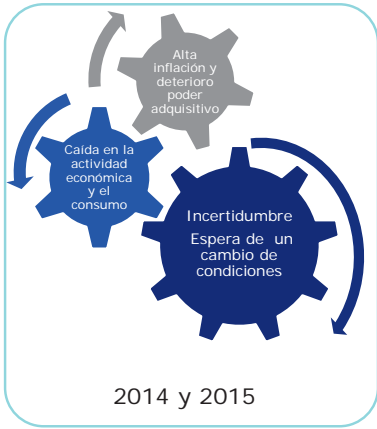 Alta
inflación y
deterioro
poder
adquisitivo
Caída en la
actividad
económica
y el
consumo
Incertidumbre
Espera de un
cambio de
condiciones
2014 y 2015